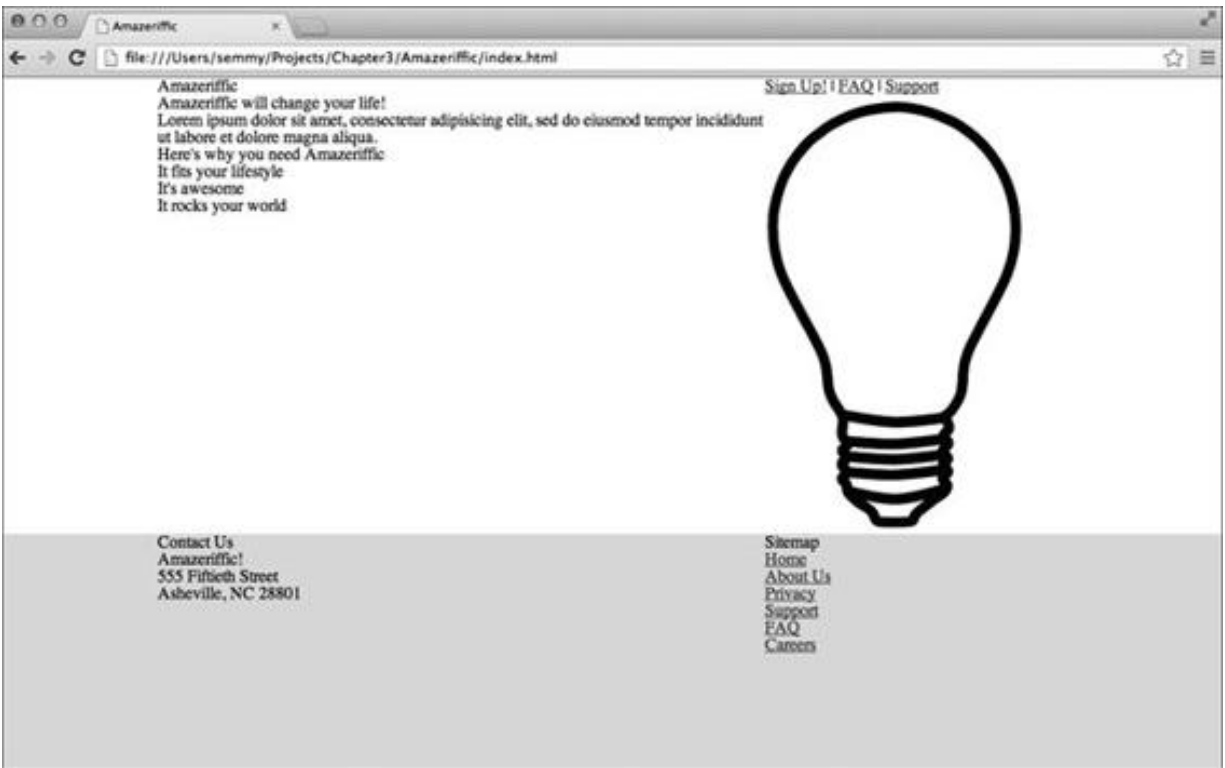 Amazeriffic
file:///Users/semmy/Projects/Chapter3/Amazeriffic/index.html
Amazeriffic
Sign Up! | FAQ | Support
Amazeriffic will change your life!
Lorem ipsum dolor sit amet, consectetur adipisicing elit, sed do eiusmod tempor incididunt
ut labore et dolore magna aliqua.
Here's why you need Amazeriffic
It fits your lifestyle
It's awesome
It rocks your world
Contact Us
Amazeriffic!
555 Fiftieth Street
Asheville, NC 28801
Sitemap
Home
About Us
Privacy
Support
FAQ
Careers